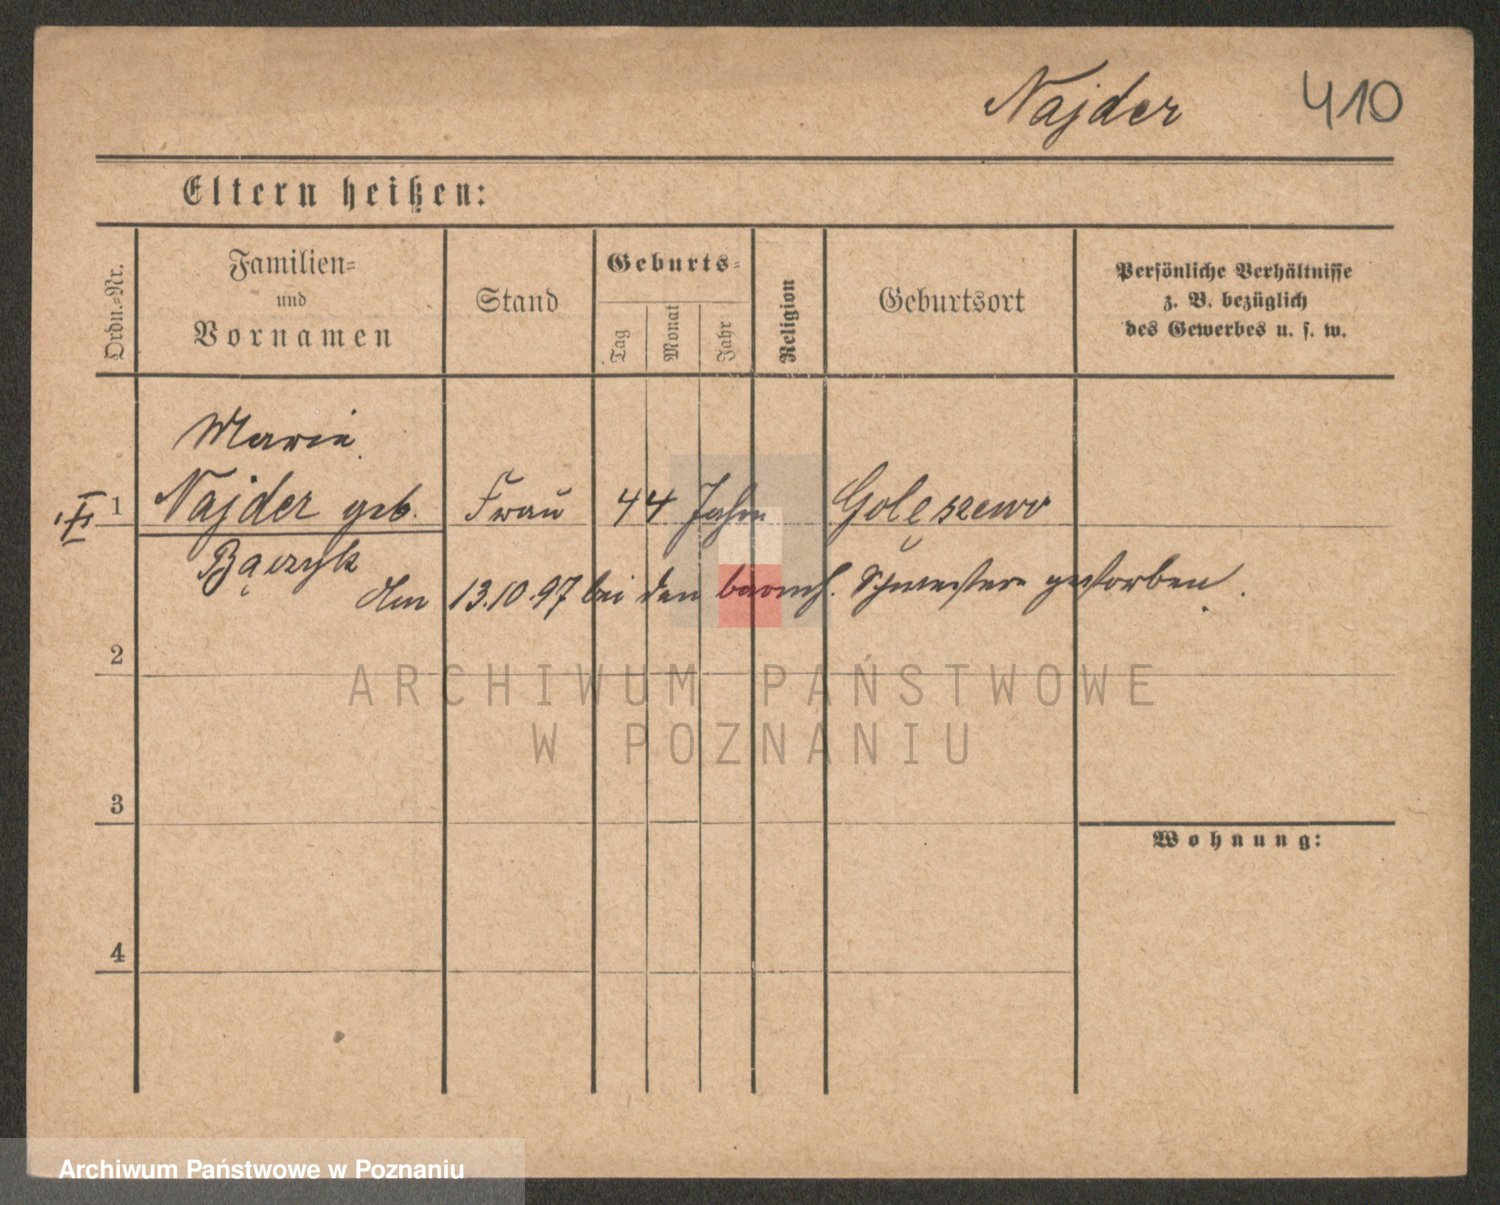 Najder 410
Eltern heißen:
Ordn.-Nr. Familien- und Vornamen Stand Geburts- Tag Monat Jahr Religion Geburtsort Persönliche Verhältnisse z. B. bezüglich des Gewerbes u. s. w.
Marie
1 Najder geb. Frau 44 Jahre Golęszewo
Bączyk
Am 13.10.97 bei den barmh. Schwestern gestorben.
2
ARCHIWUM PAŃSTWOWE
W POZNANIU
3
Wohnung:
4
Archiwum Państwowe w Poznaniu